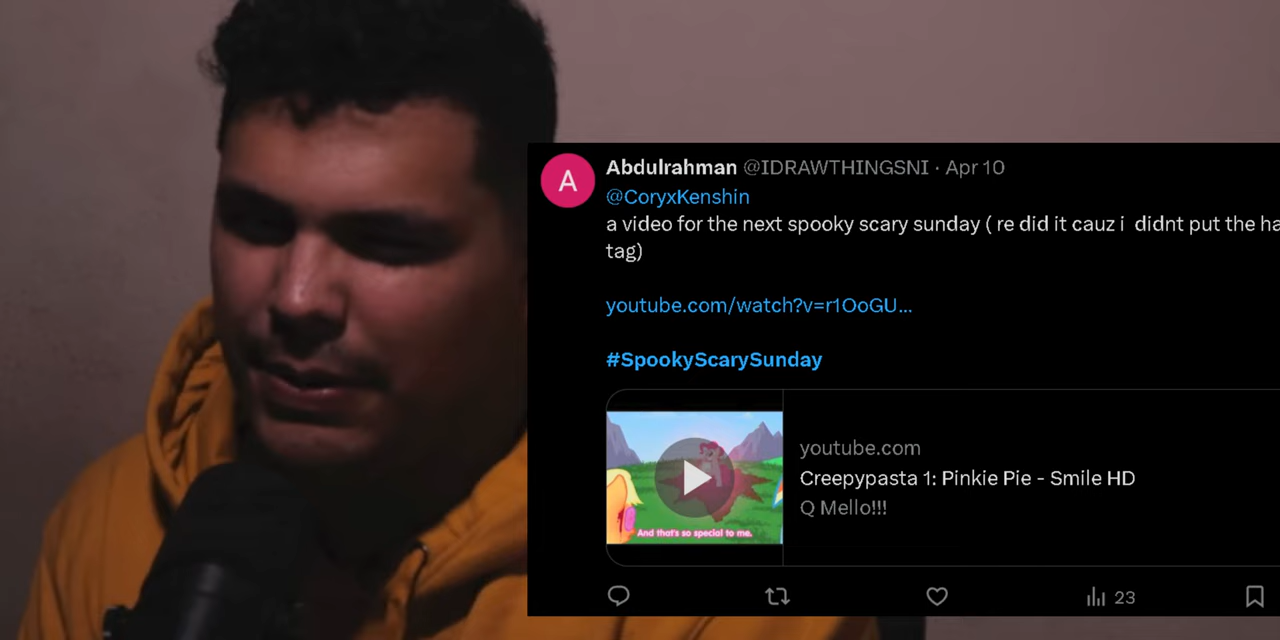 A
Abdulrahman @IDRAWTHINGSNI · Apr 10
@CoryxKenshin
a video for the next spooky scary sunday ( re did it cauz i didnt put the ha
tag)
youtube.com/watch?v=r1OoGU...
#SpookyScarySunday
And that's so special to me.
youtube.com
Creepypasta 1: Pinkie Pie - Smile HD
Q Mello!!!
23